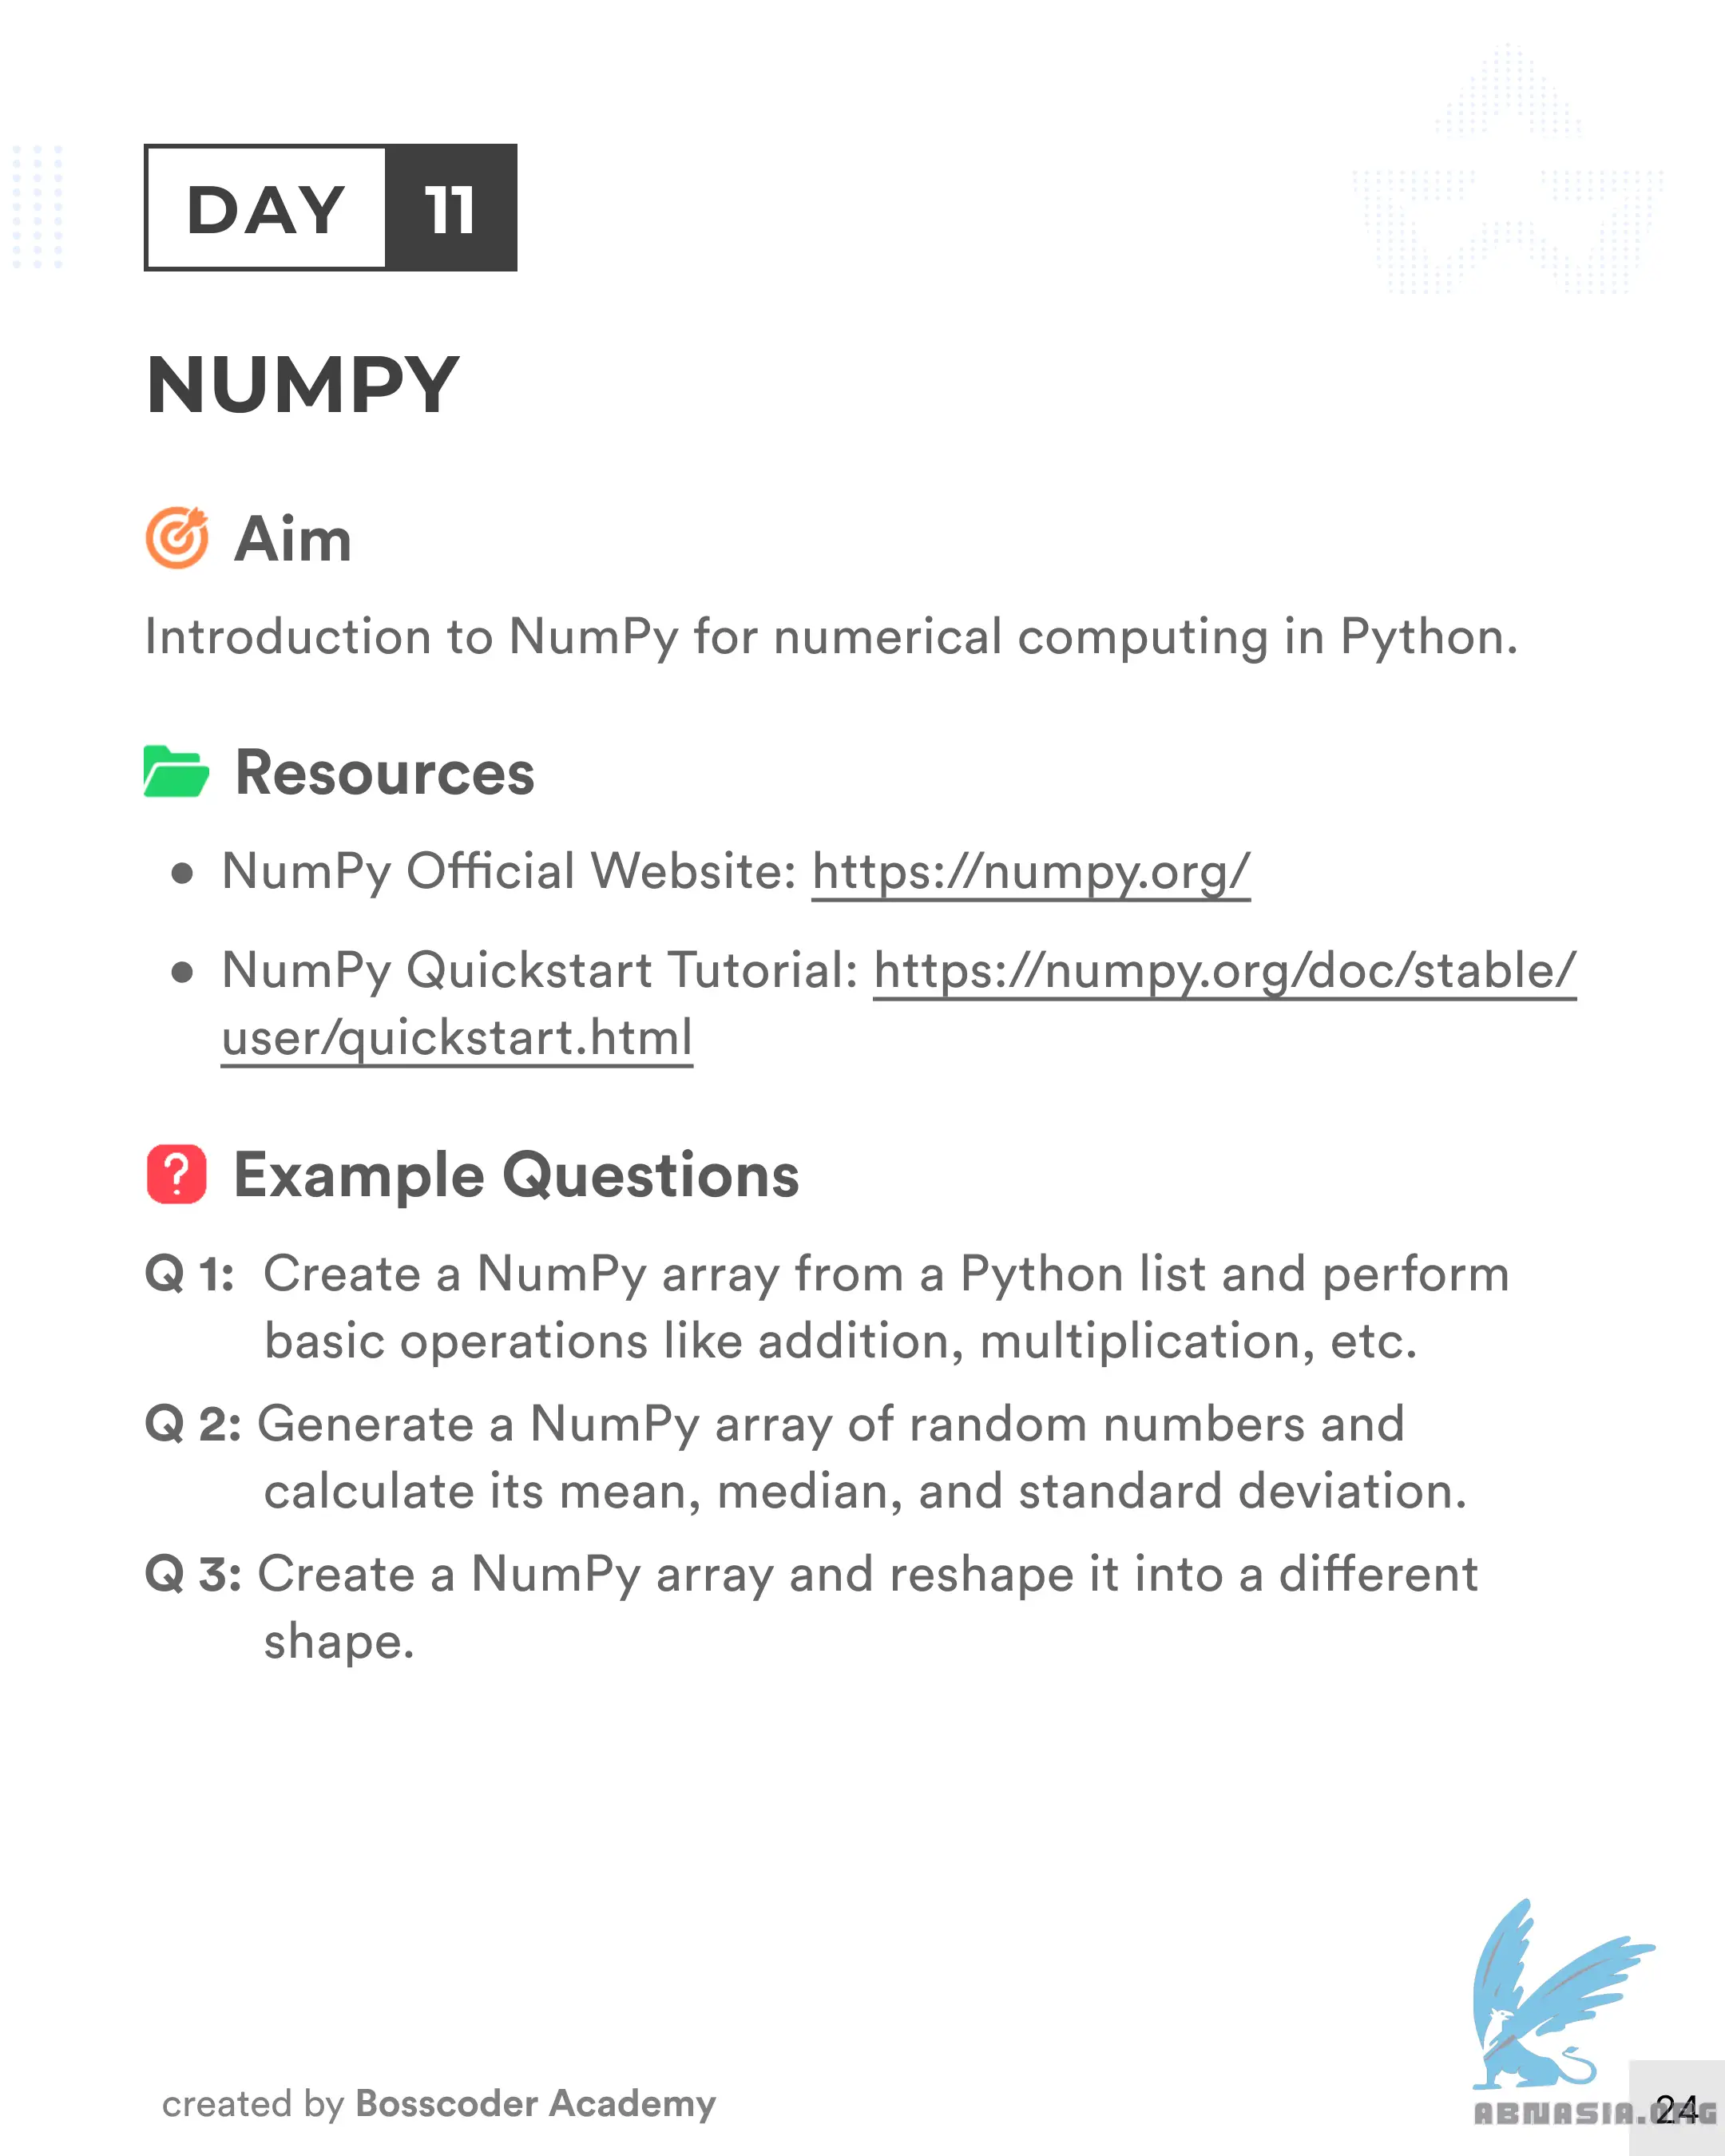 DAY 11
NUMPY
Aim
Introduction to NumPy for numerical computing in Python.
Resources
● NumPy Official Website: https://numpy.org/
● NumPy Quickstart Tutorial: https://numpy.org/doc/stable/
user/quickstart.html
?
Example Questions
Q 1: Create a NumPy array from a Python list and perform
basic operations like addition, multiplication, etc.
Q 2: Generate a NumPy array of random numbers and
calculate its mean, median, and standard deviation.
Q 3: Create a NumPy array and reshape it into a different
shape.
created by Bosscoder Academy
ABNASIA.ORG
24